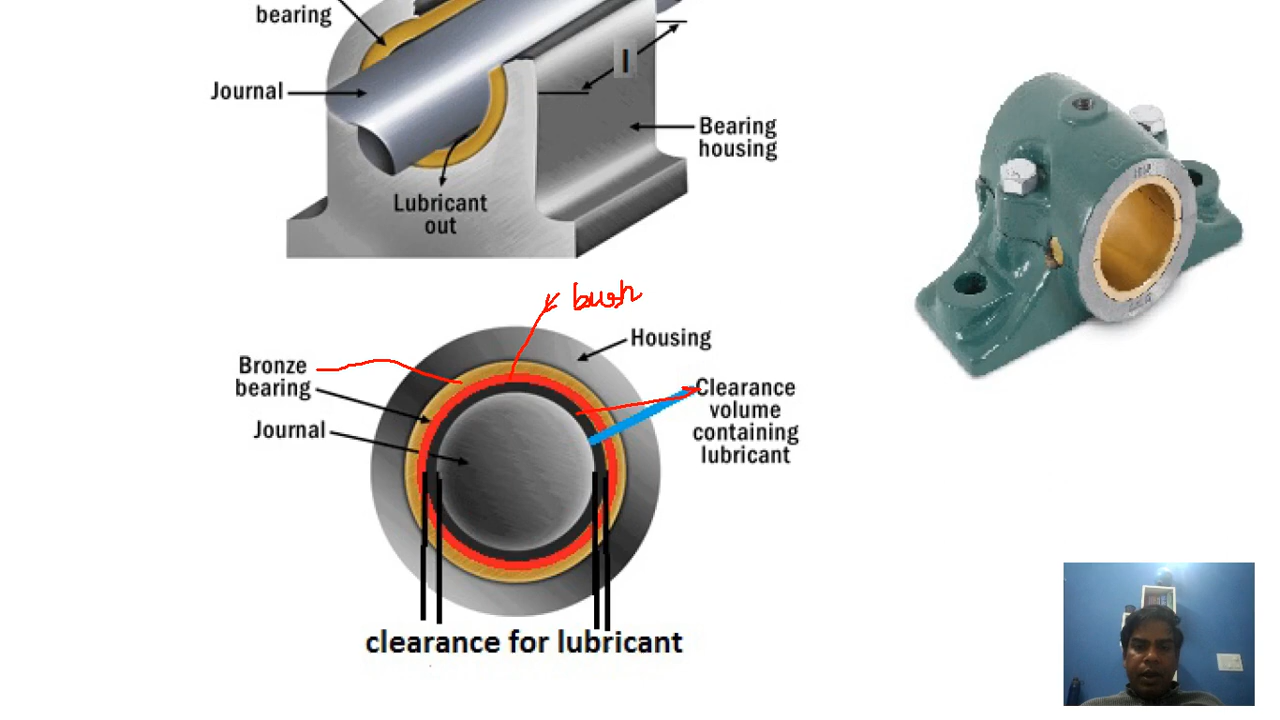 bearing
Journal
l
Bearing
housing
Lubricant
out
bush
Housing
Bronze
bearing
Clearance
volume
containing
lubricant
Journal
clearance for lubricant